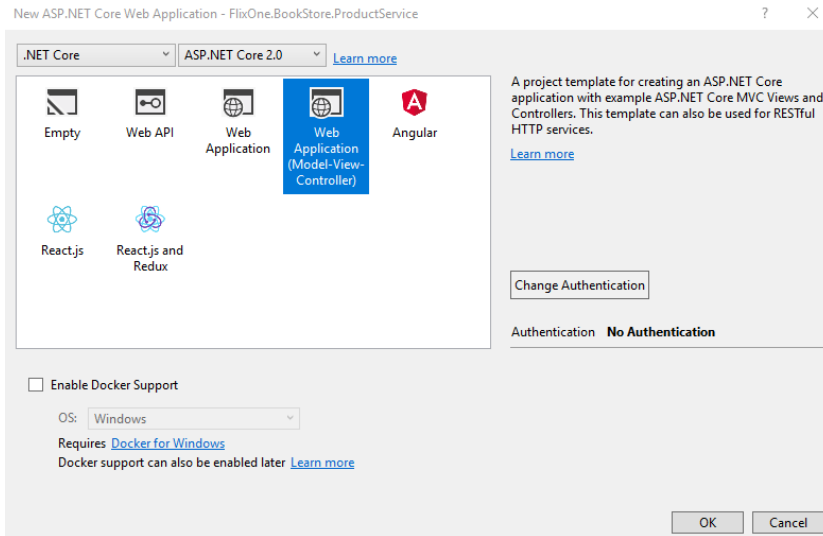 New ASP.NET Core Web Application - FlixOne.BookStore.ProductService
.NET Core
ASP.NET Core 2.0
Learn more
Empty
Web API
Web
Application
Web
Application
(Model-View-
Controller)
Angular
React.js
React.js and
Redux
A project template for creating an ASP.NET Core
application with example ASP.NET Core MVC Views and
Controllers. This template can also be used for RESTful
HTTP services.
Learn more
Change Authentication
Authentication No Authentication
Enable Docker Support
OS: Windows
Requires Docker for Windows
Docker support can also be enabled later Learn more
OK
Cancel